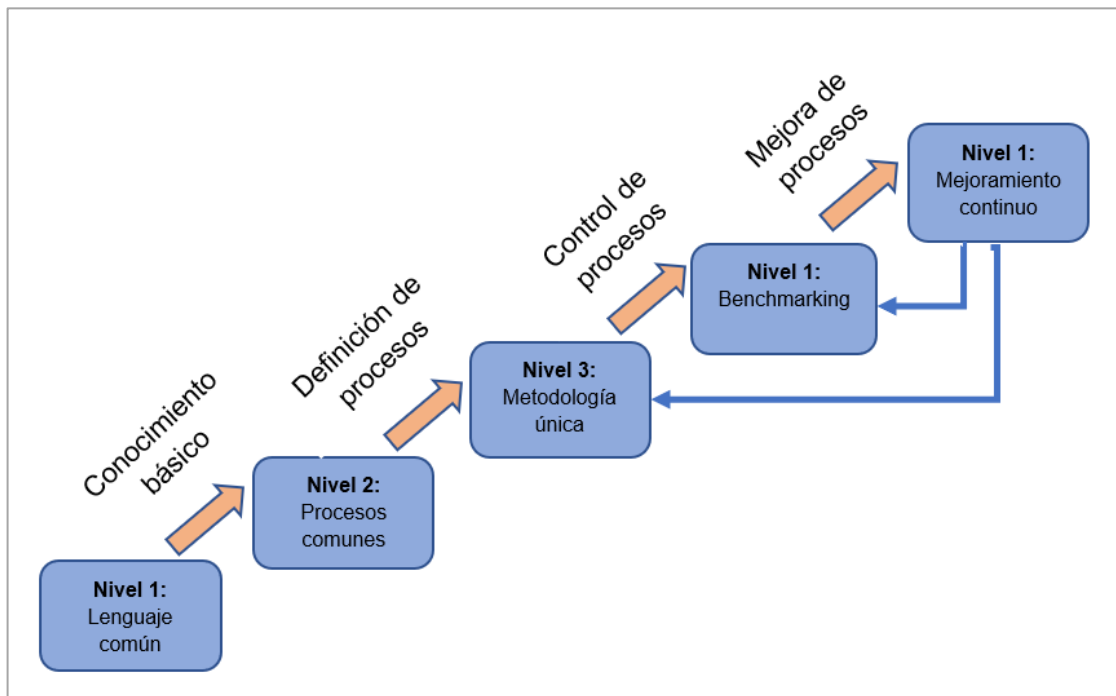 Nivel 1:
Lenguaje
común
Conocimiento
básico
Nivel 2:
Procesos
comunes
Definición de
procesos
Nivel 3:
Metodología
única
Control de
procesos
Nivel 1:
Benchmarking
Mejora de
procesos
Nivel 1:
Mejoramiento
continuo